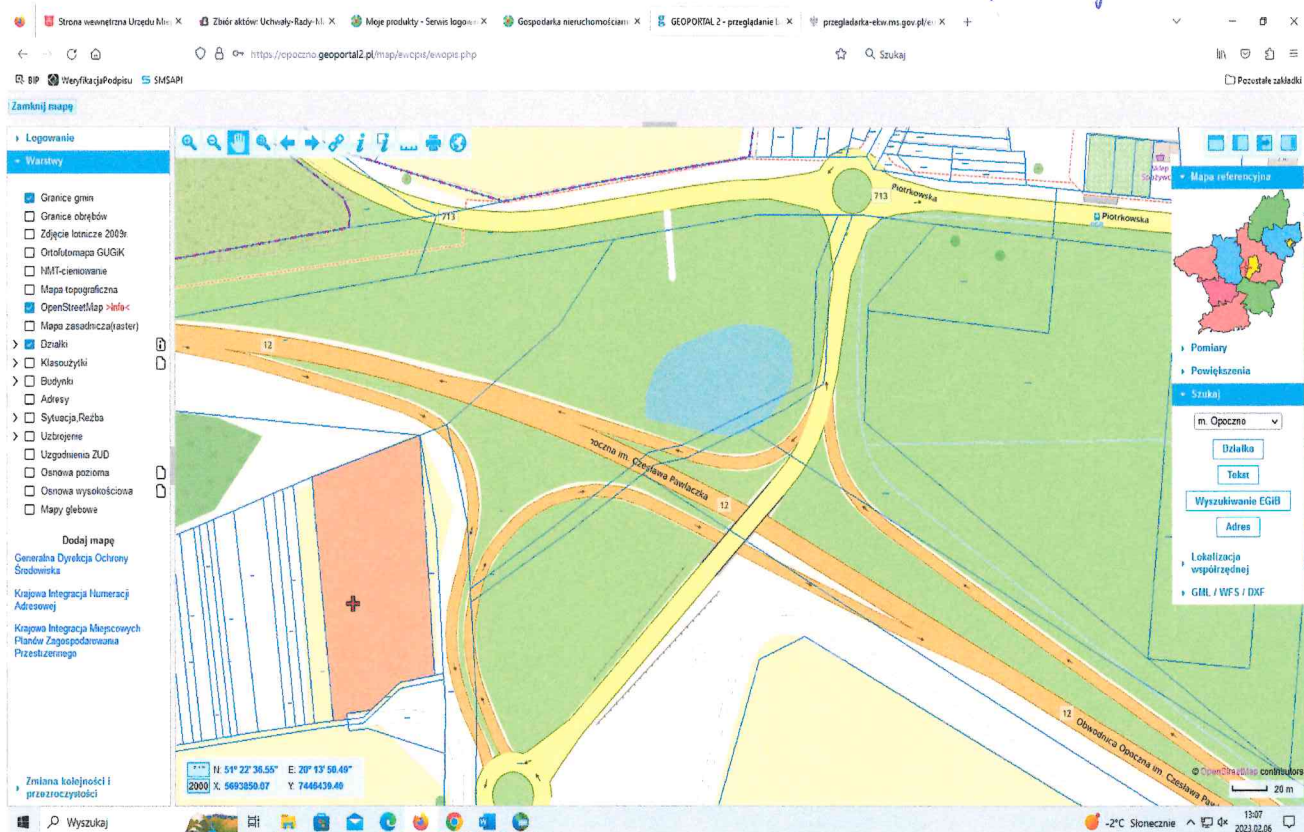 Strona wewnętrzna Urzędu Miej
Zbiór aktów: Uchwały-Rady-Mi
Moje produkty - Serwis logow
Gospodarka nieruchomościam
GEOPORTAL 2 - przeglądanie
przegladarka-ekw.ms.gov.pl/e
https://opoczno.geoportal2.pl/map/ewopis/ewopis.php
Szukaj
BIP
WeryfikacjaPodpisu
SMSAPI
Pozostałe zakładki
Zamknij mapę
Logowanie
Warstwy
Granice gmin
Granice obrębów
Zdjęcie lotnicze 2009r.
Ortofotomapa GUGiK
NMT-cieniowanie
Mapa topograficzna
OpenStreetMap >Info<
Mapa zasadnicza(raster)
Działki
Klasoużytki
Budynki
Adresy
Sytuacja,Rzeźba
Uzbrojenie
Uzgodnienia ZUD
Osnowa pozioma
Osnowa wysokościowa
Mapy glebowe
Dodaj mapę
Generalna Dyrekcja Ochrony
Środowiska
Krajowa Integracja Numeracji
Adresowej
Krajowa Integracja Miejscowych
Planów Zagospodarowania
Przestrzennego
Zmiana kolejności i
przezroczystości
713
713
Piotrkowska
Piotrkowska
12
oczna im. Czesława Pawlaczka
12
12
Obwodnica Opoczna im. Czesława Paw
N: 51° 22' 36.55" E: 20° 13' 50.49"
2000 X: 5693850.07 Y: 7446439.40
Mapa referencyjna
Pomiary
Powiększenia
Szukaj
m. Opoczno
Działka
Tekst
Wyszukiwanie EGiB
Adres
Lokalizacja
współrzędnej
GML / WFS / DXF
© OpenStreetMap contributors
20 m
Wyszukaj
-2°C Słonecznie
13:07
2023.02.06